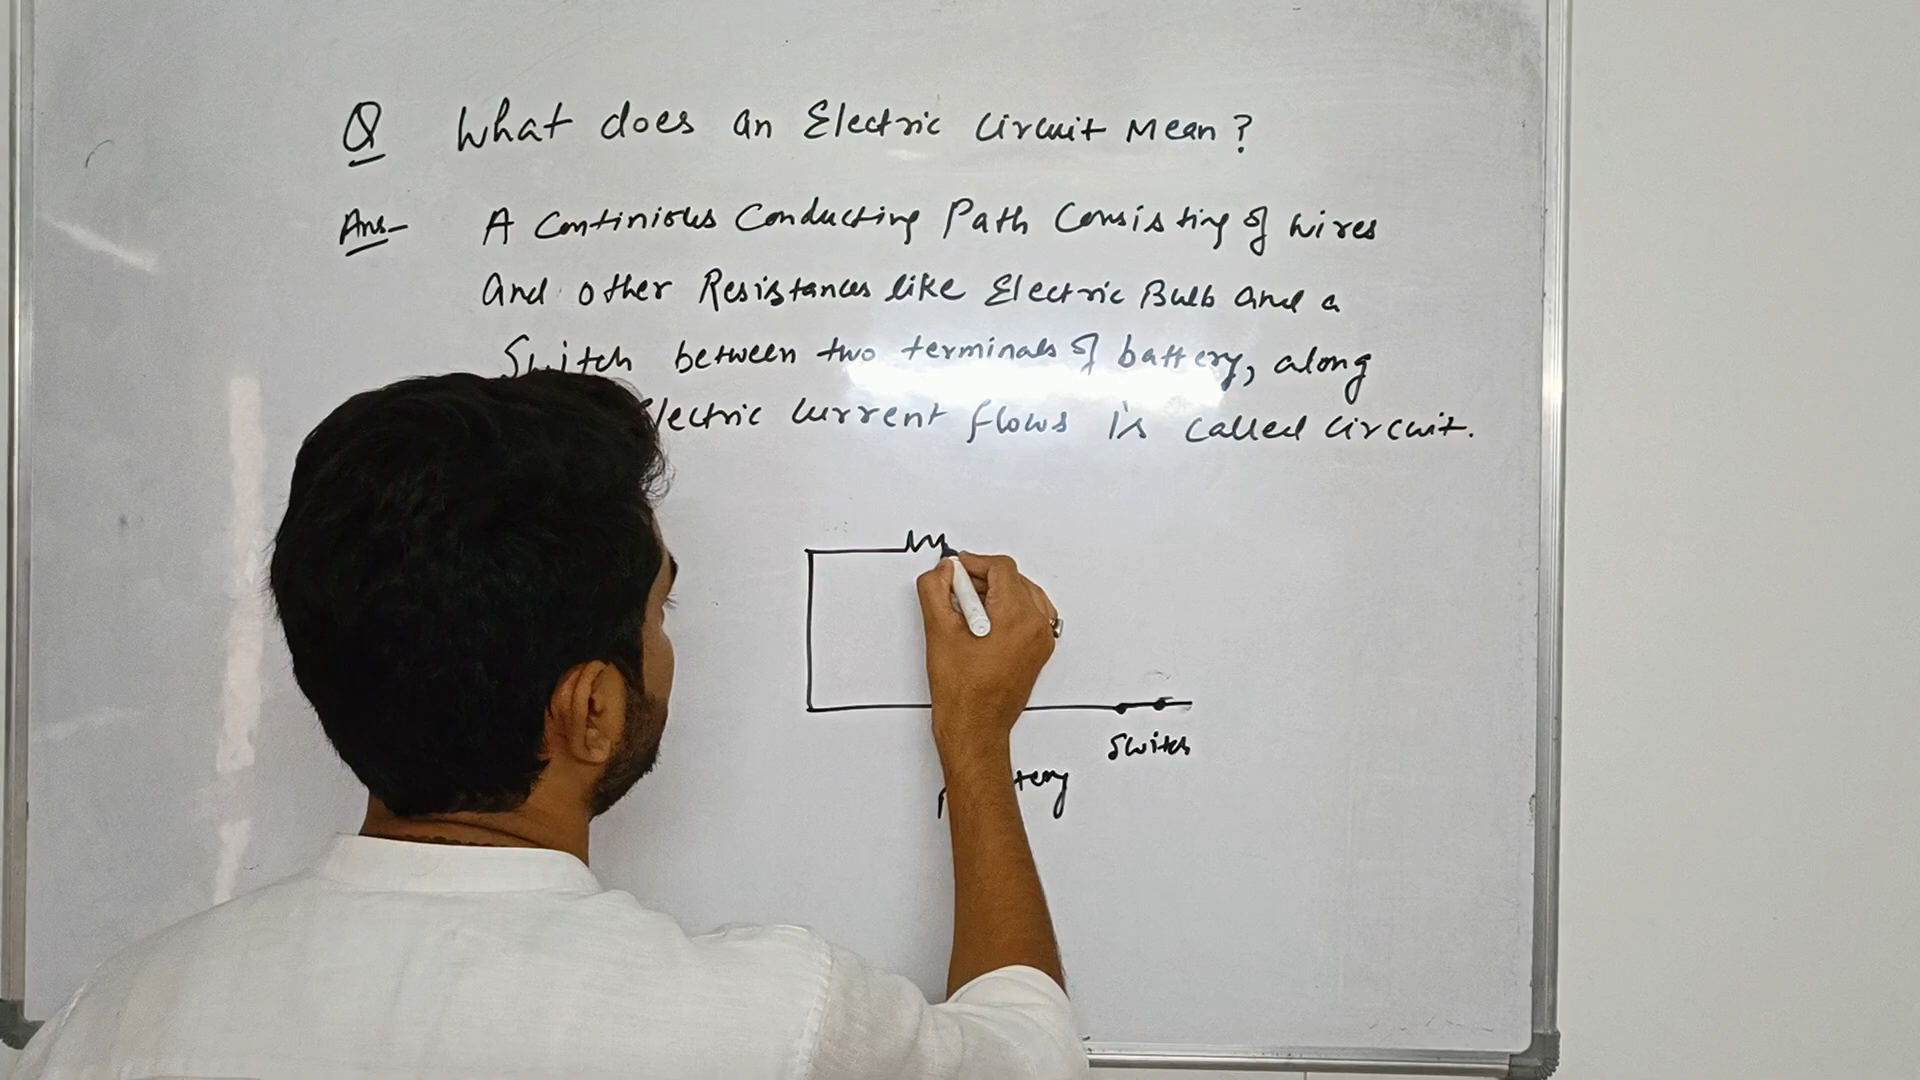 Q What does an Electric Circuit Mean?
Ans- A Continious Conducting Path Consisting of wires
and other Resistances like Electric Bulb and a
Switch between two terminals of battery, along
Electric Current flows is called circuit.
Switch